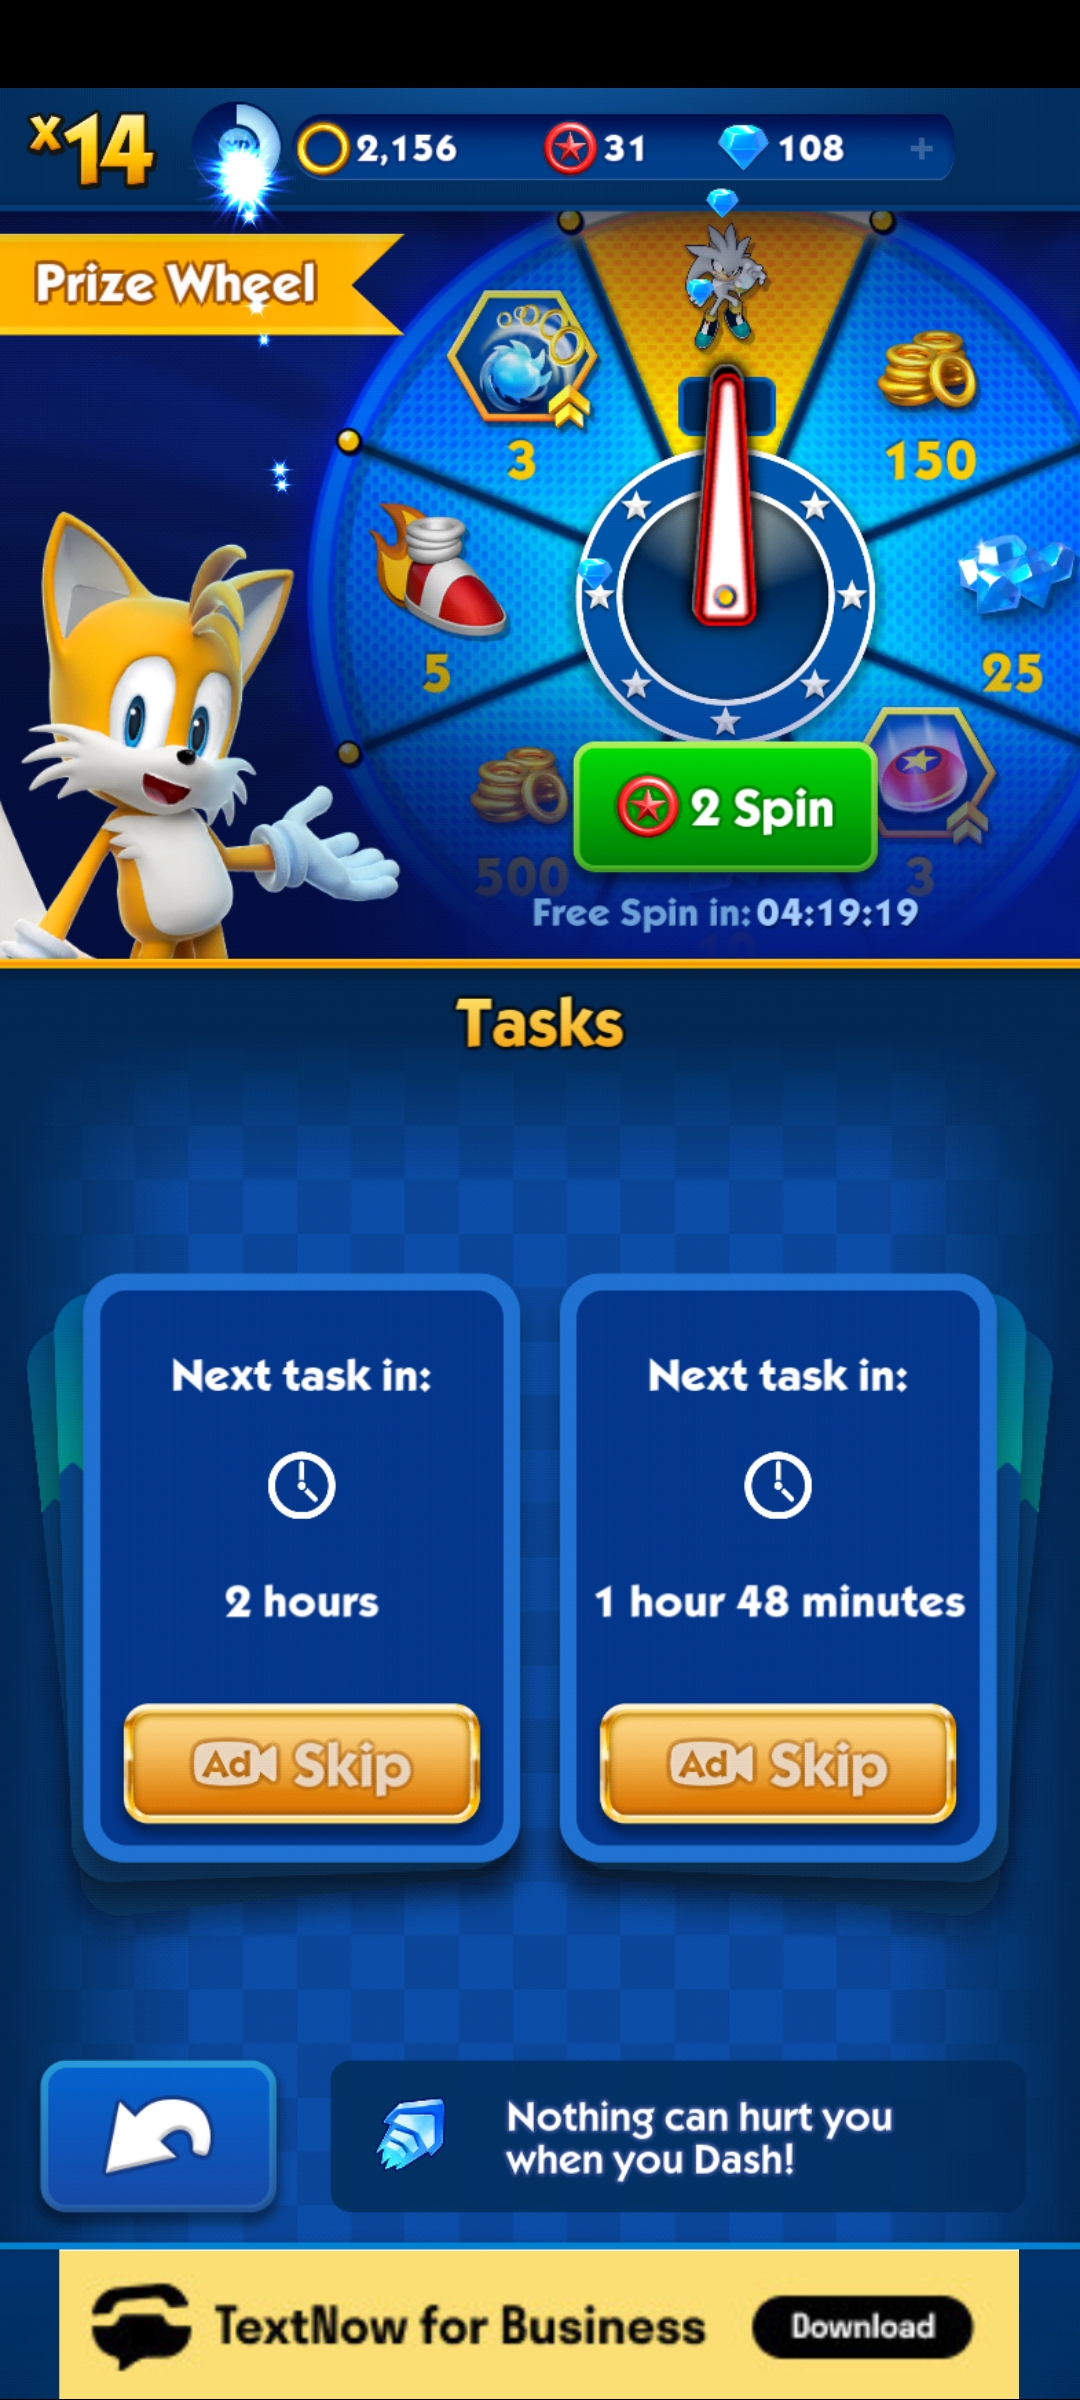 x14
2,156
31
108
+
Prize Wheel
3
150
5
25
2 Spin
500
3
Free Spin in: 04:19:19
10
Tasks
Next task in:
Next task in:
2 hours
1 hour 48 minutes
Ad Skip
Ad Skip
Nothing can hurt you
when you Dash!
TextNow for Business
Download